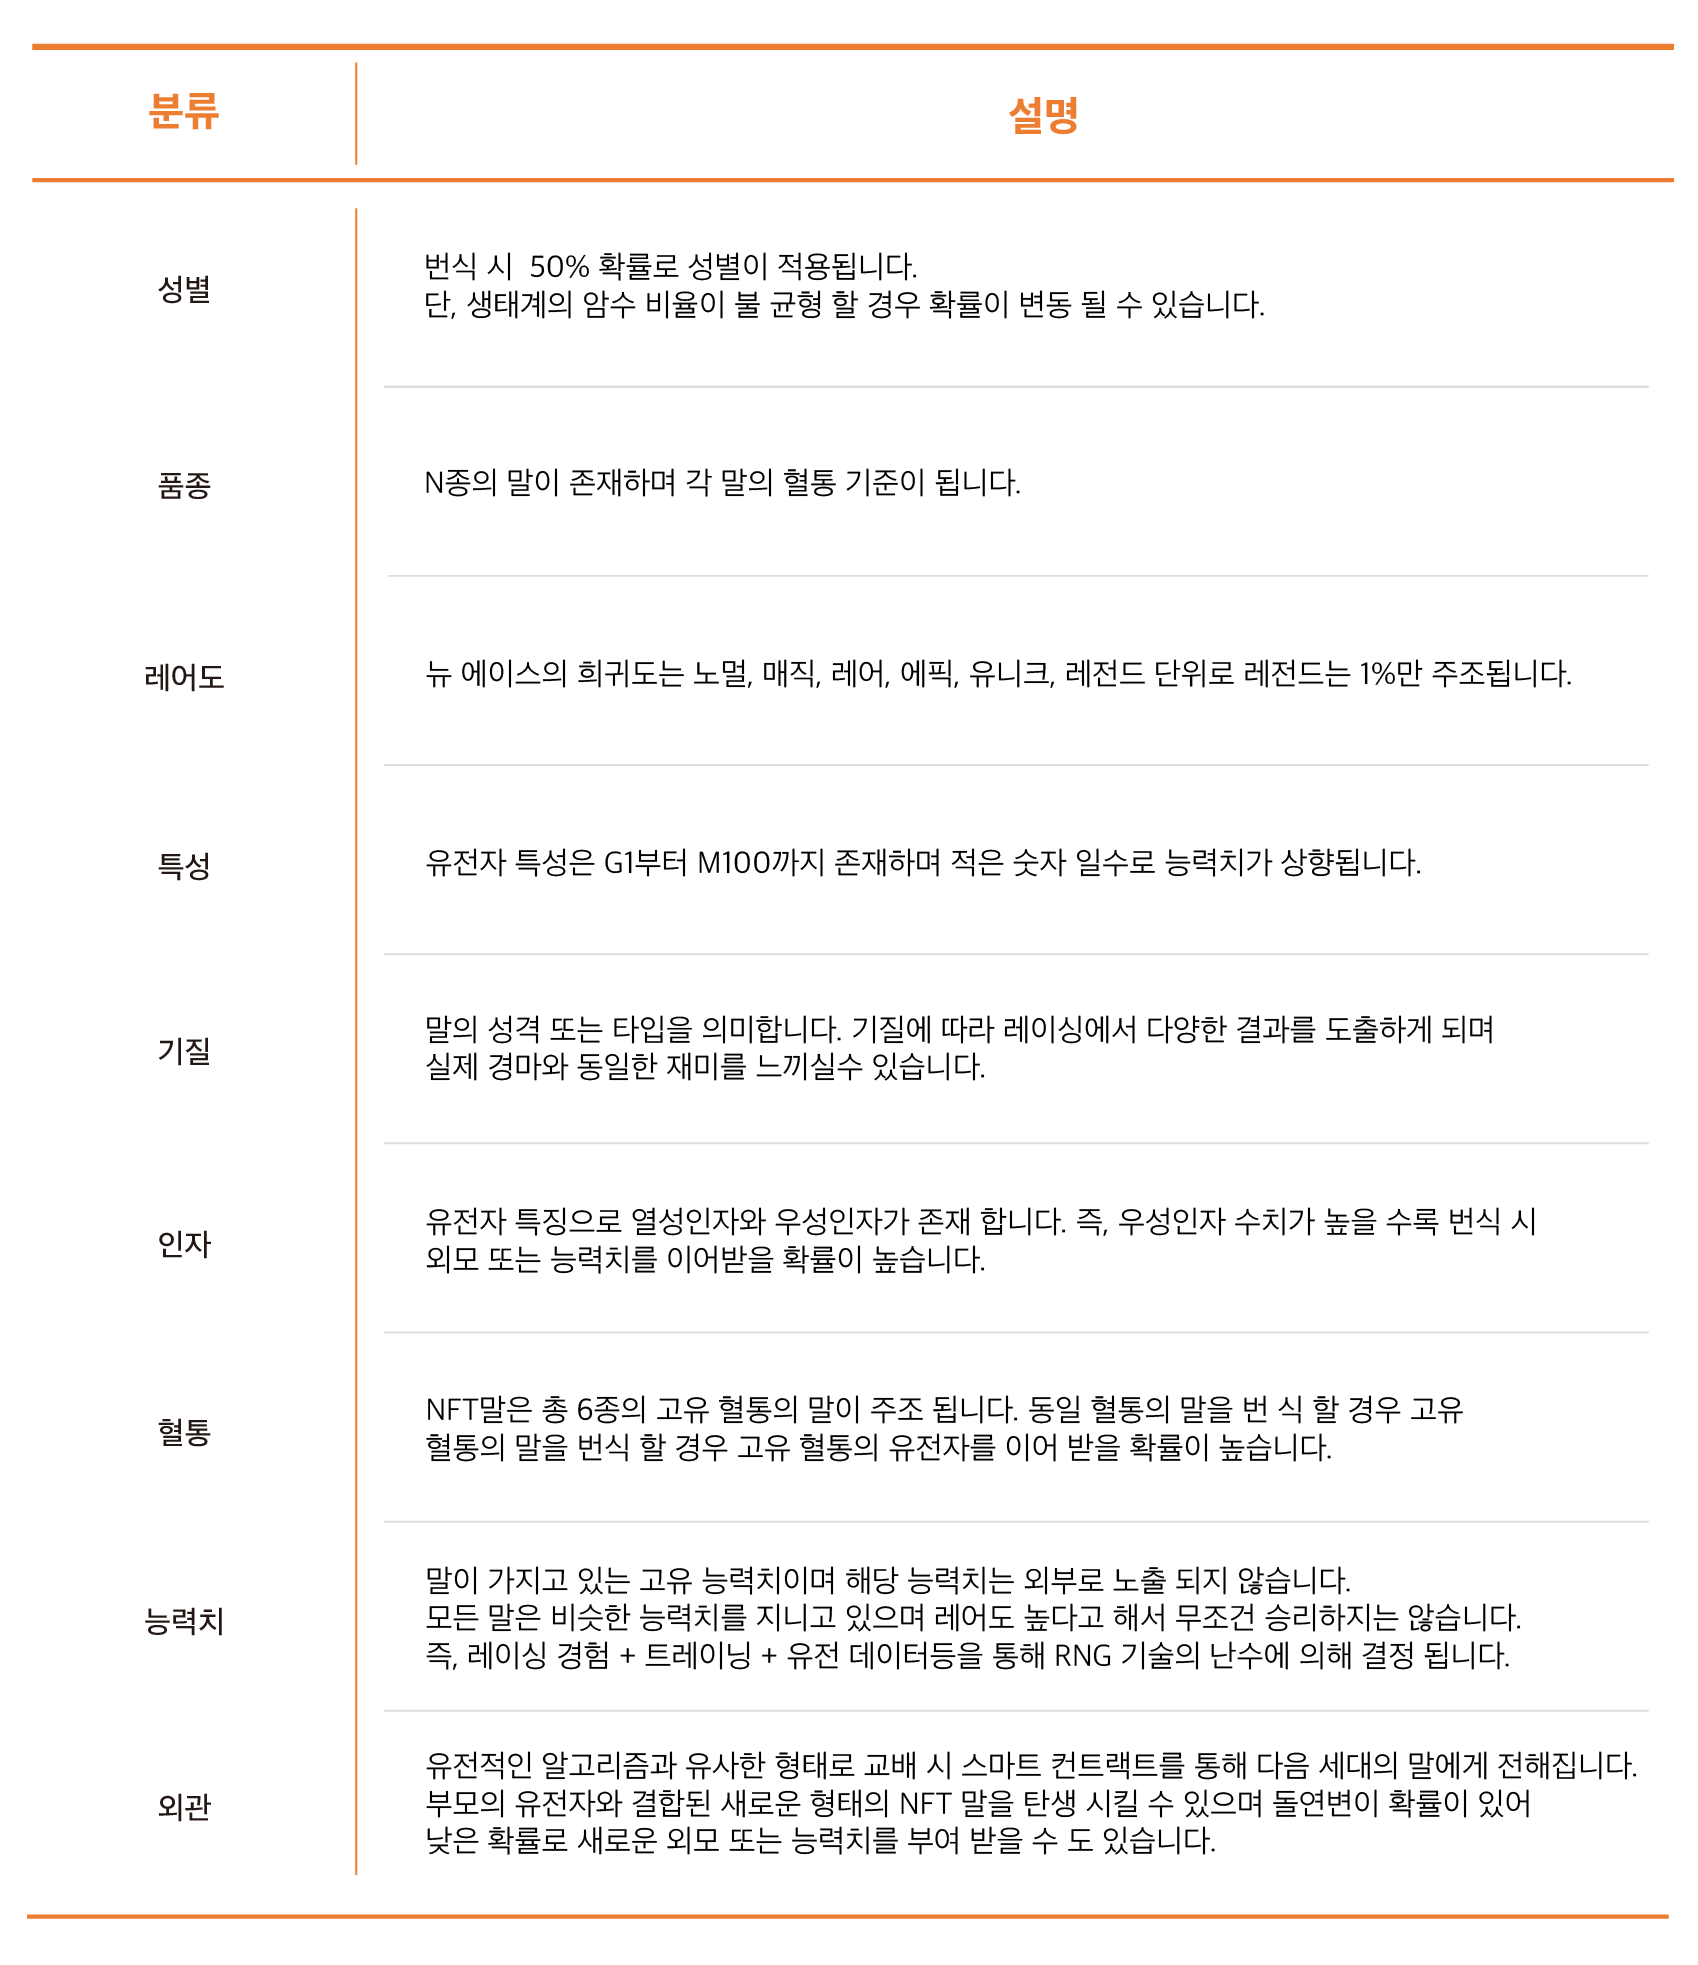 분류
설명
성별
번식 시  50% 확률로 성별이 적용됩니다.
단, 생태계의 암수 비율이 불 균형 할 경우 확률이 변동 될 수 있습니다.
품종
N종의 말이 존재하며 각 말의 혈통 기준이 됩니다.
레어도
뉴 에이스의 희귀도는 노멀, 매직, 레어, 에픽, 유니크, 레전드 단위로 레전드는 1%만 주조됩니다.
특성
유전자 특성은 G1부터 M100까지 존재하며 적은 숫자 일수로 능력치가 상향됩니다.
기질
말의 성격 또는 타입을 의미합니다. 기질에 따라 레이싱에서 다양한 결과를 도출하게 되며
실제 경마와 동일한 재미를 느끼실수 있습니다.
인자
유전자 특징으로 열성인자와 우성인자가 존재 합니다. 즉, 우성인자 수치가 높을 수록 번식 시
외모 또는 능력치를 이어받을 확률이 높습니다.
혈통
NFT말은 총 6종의 고유 혈통의 말이 주조 됩니다. 동일 혈통의 말을 번 식 할 경우 고유
혈통의 말을 번식 할 경우 고유 혈통의 유전자를 이어 받을 확률이 높습니다.
능력치
말이 가지고 있는 고유 능력치이며 해당 능력치는 외부로 노출 되지 않습니다.
모든 말은 비슷한 능력치를 지니고 있으며 레어도 높다고 해서 무조건 승리하지는 않습니다.
즉, 레이싱 경험 + 트레이닝 + 유전 데이터등을 통해 RNG 기술의 난수에 의해 결정 됩니다.
외관
유전적인 알고리즘과 유사한 형태로 교배 시 스마트 컨트랙트를 통해 다음 세대의 말에게 전해집니다.
부모의 유전자와 결합된 새로운 형태의 NFT 말을 탄생 시킬 수 있으며 돌연변이 확률이 있어
낮은 확률로 새로운 외모 또는 능력치를 부여 받을 수 도 있습니다.